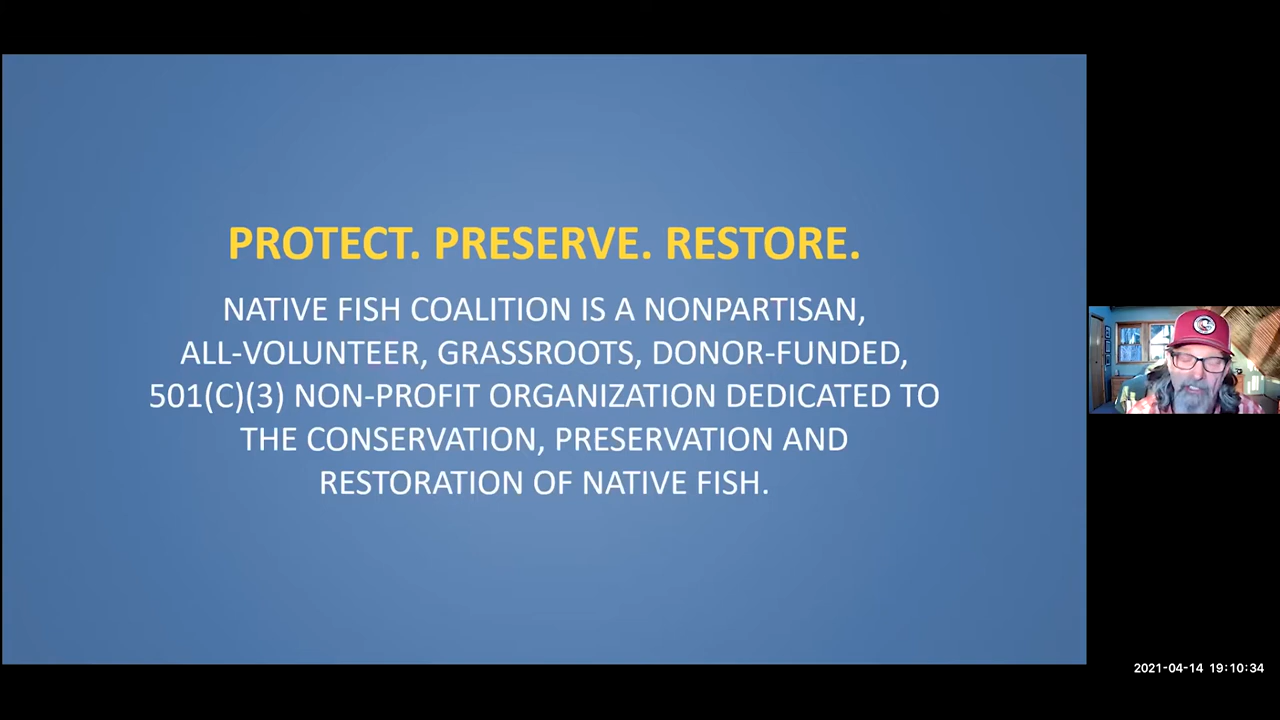 PROTECT. PRESERVE. RESTORE.
NATIVE FISH COALITION IS A NONPARTISAN,
ALL-VOLUNTEER, GRASSROOTS, DONOR-FUNDED,
501(C)(3) NON-PROFIT ORGANIZATION DEDICATED TO
THE CONSERVATION, PRESERVATION AND
RESTORATION OF NATIVE FISH.
2021-04-14 19:10:34